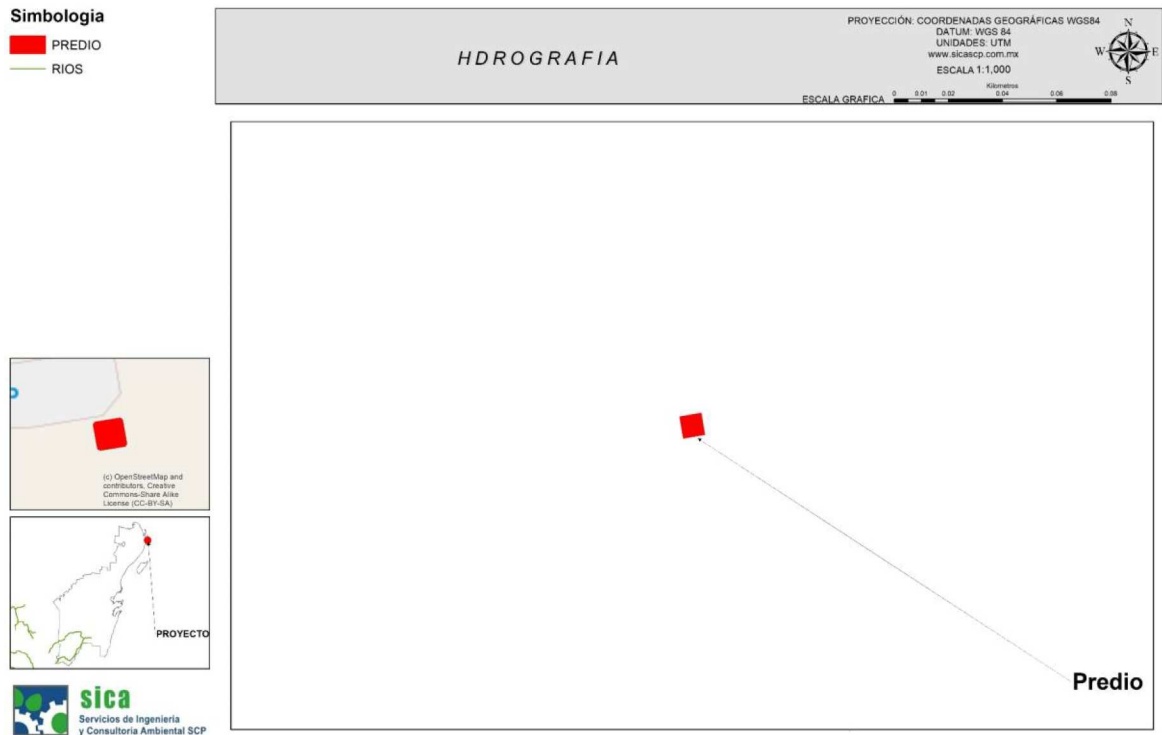 Simbologia
PREDIO
RIOS
HDROGRAFIA
PROYECCIÓN: COORDENADAS GEOGRÁFICAS WGS84
DATUM: WGS 84
UNIDADES: UTM
www.sicascp.com.mx
ESCALA 1:1,000
Kilometros
ESCALA GRAFICA 0 0.01 0.02 0.04 0.06 0.08
N
W E
S
(c) OpenStreetMap and
contributors, Creative
Commons-Share Alike
License (CC-BY-SA)
PROYECTO
Predio
sica
Servicios de Ingeniería
y Consultoría Ambiental SCP